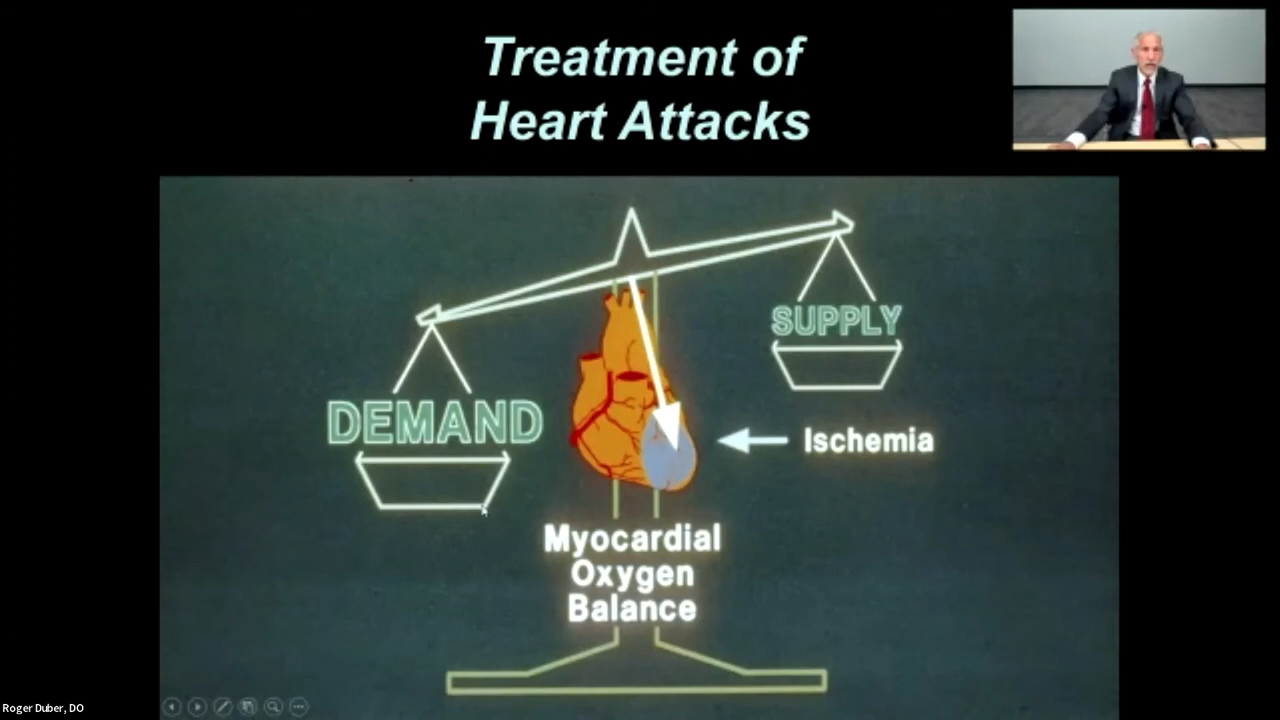 Treatment of
Heart Attacks
SUPPLY
DEMAND
Ischemia
Myocardial
Oxygen
Balance
Roger Duber, DO